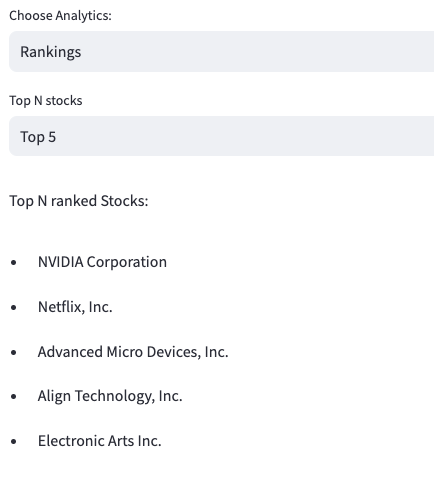 Choose Analytics:
Rankings
Top N stocks
Top 5
Top N ranked Stocks:
• NVIDIA Corporation
• Netflix, Inc.
• Advanced Micro Devices, Inc.
• Align Technology, Inc.
• Electronic Arts Inc.